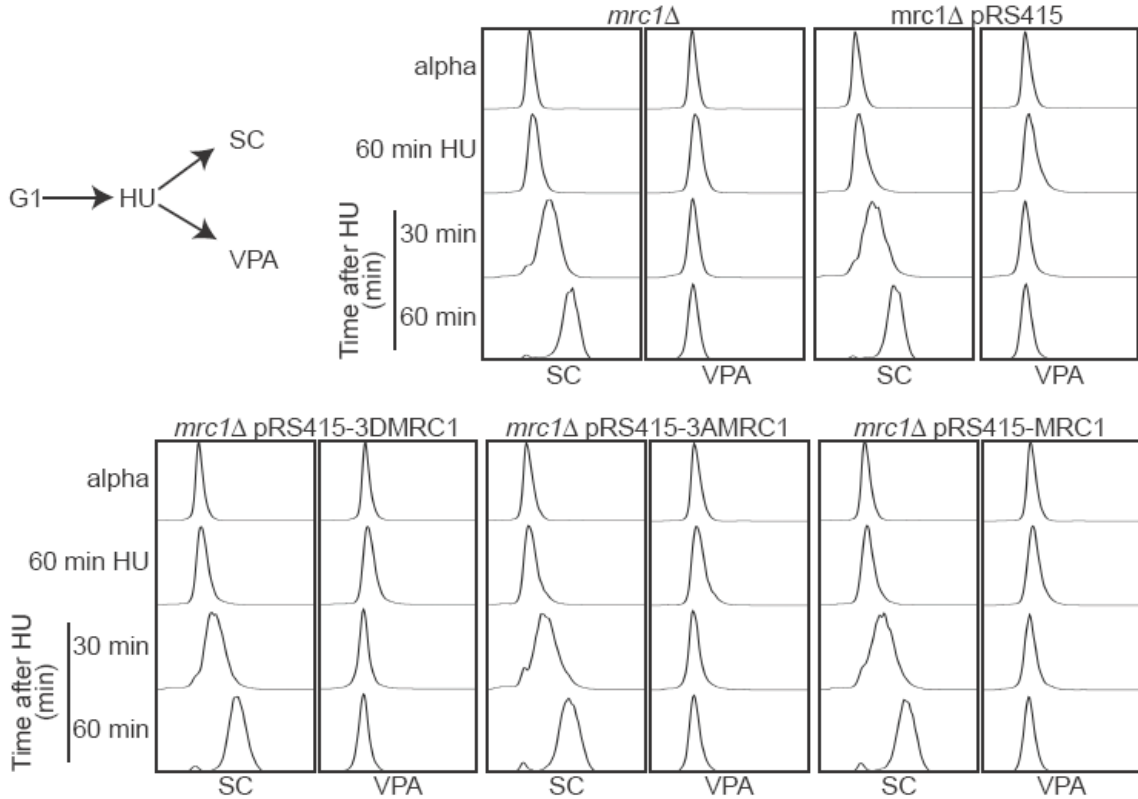 mrc1Δ
mrc1Δ pRS415
alpha
60 min HU
Time after HU
(min)
30 min
60 min
SC
VPA
SC
VPA
G1
HU
SC
VPA
mrc1Δ pRS415-3DMRC1
mrc1Δ pRS415-3AMRC1
mrc1Δ pRS415-MRC1
alpha
60 min HU
Time after HU
(min)
30 min
60 min
SC
VPA
SC
VPA
SC
VPA